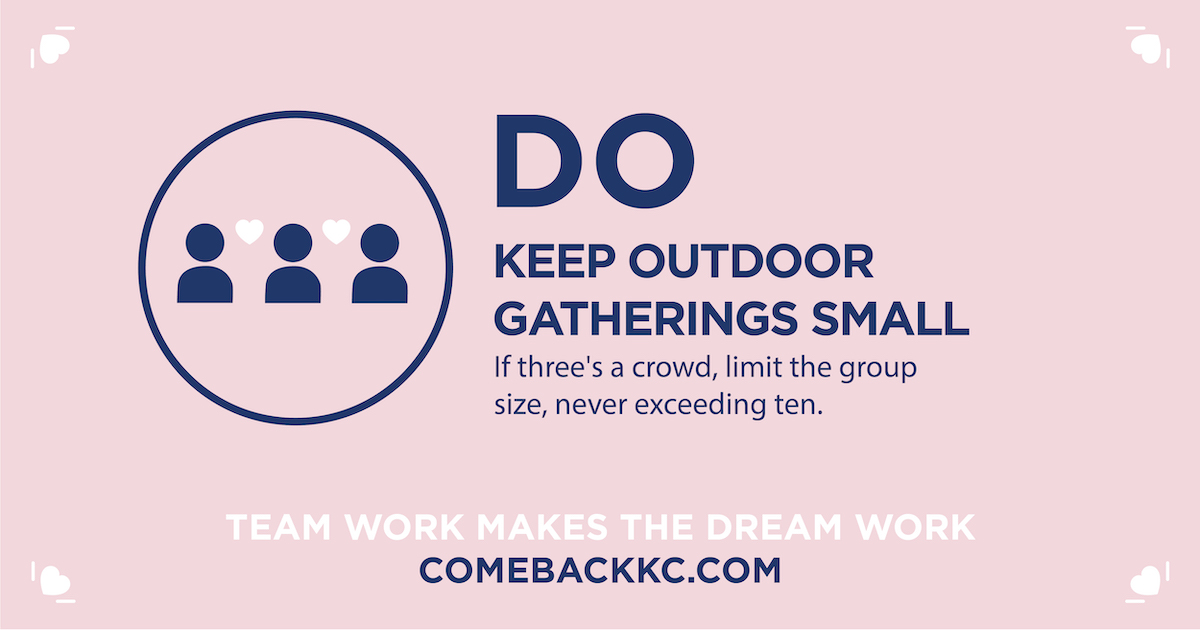 DO
KEEP OUTDOOR
GATHERINGS SMALL
If three's a crowd, limit the group
size, never exceeding ten.
TEAM WORK MAKES THE DREAM WORK
COMEBACKKC.COM